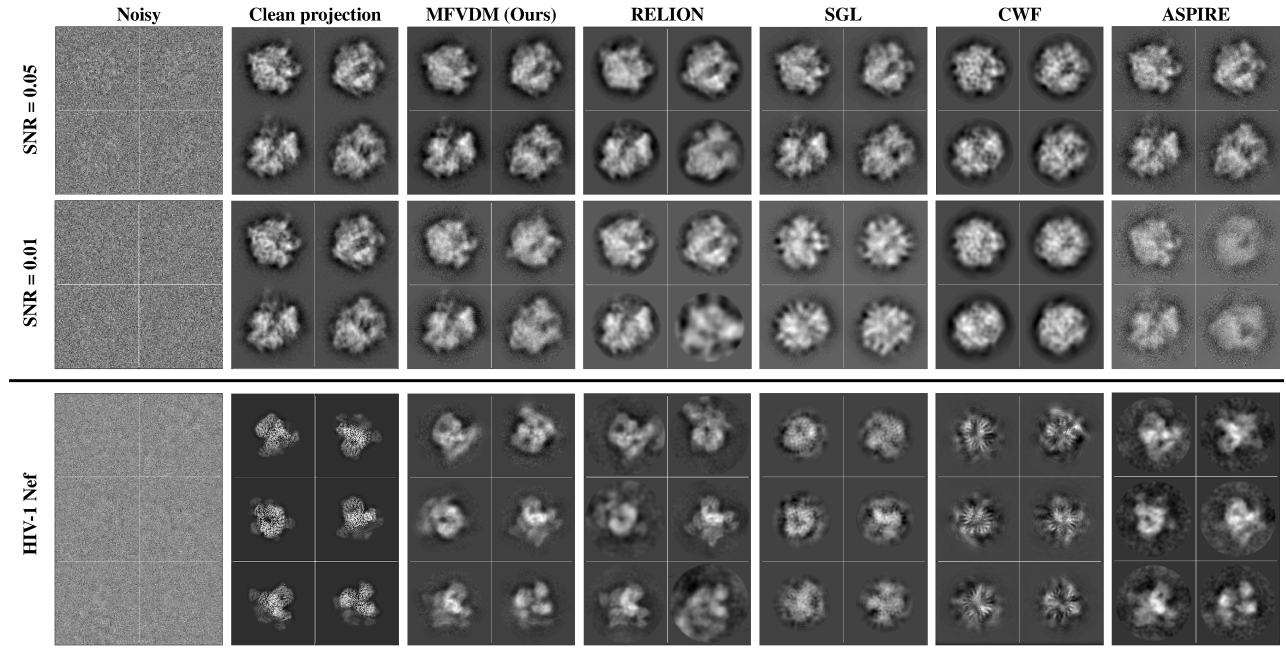 Noisy Clean projection MFVDM (Ours) RELION SGL CWF ASPIRE
SNR = 0.05
SNR = 0.01
HIV-1 Nef